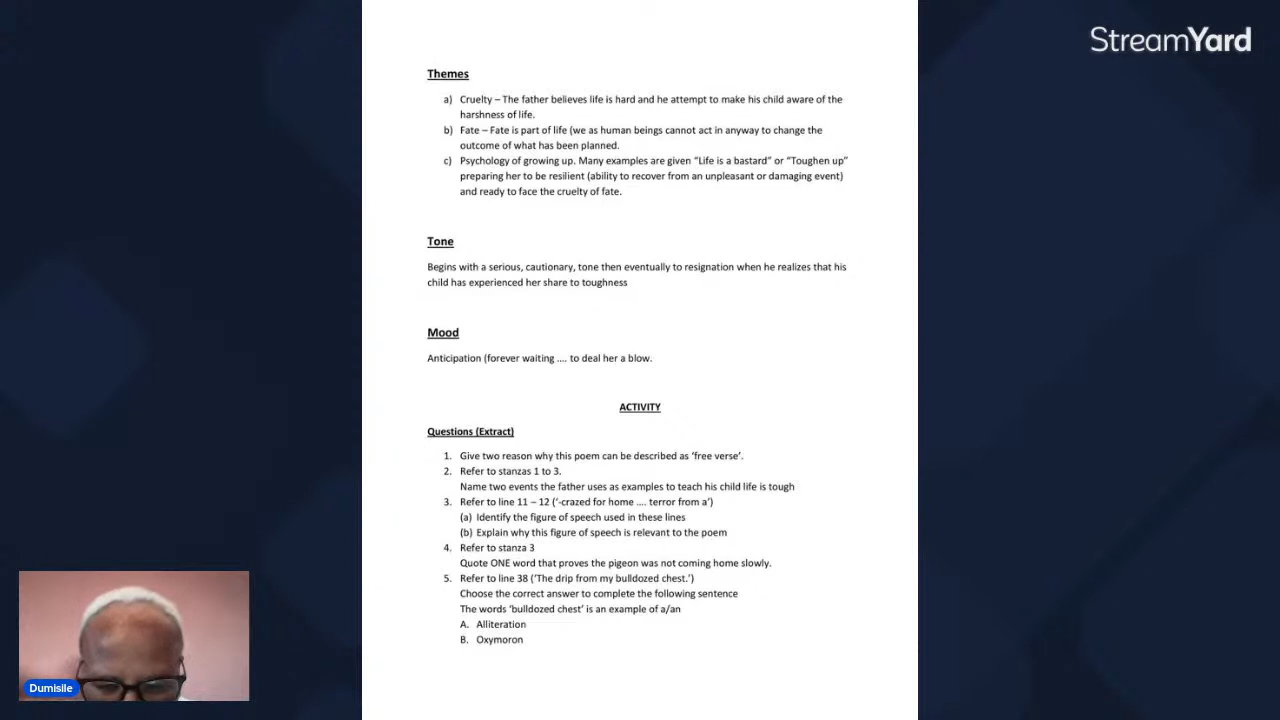 StreamYard
Themes
a) Cruelty – The father believes life is hard and he attempt to make his child aware of the
harshness of life.
b) Fate – Fate is part of life (we as human beings cannot act in anyway to change the
outcome of what has been planned.
c) Psychology of growing up. Many examples are given “Life is a bastard” or “Toughen up”
preparing her to be resilient (ability to recover from an unpleasant or damaging event)
and ready to face the cruelty of fate.
Tone
Begins with a serious, cautionary, tone then eventually to resignation when he realizes that his
child has experienced her share to toughness
Mood
Anticipation (forever waiting .... to deal her a blow.
ACTIVITY
Questions (Extract)
1. Give two reason why this poem can be described as ‘free verse’.
2. Refer to stanzas 1 to 3.
Name two events the father uses as examples to teach his child life is tough
3. Refer to line 11 – 12 (‘-crazed for home .... terror from a’)
(a) Identify the figure of speech used in these lines
(b) Explain why this figure of speech is relevant to the poem
4. Refer to stanza 3
Quote ONE word that proves the pigeon was not coming home slowly.
5. Refer to line 38 (‘The drip from my bulldozed chest.’)
Choose the correct answer to complete the following sentence
The words ‘bulldozed chest’ is an example of a/an
A. Alliteration
B. Oxymoron
Dumisile